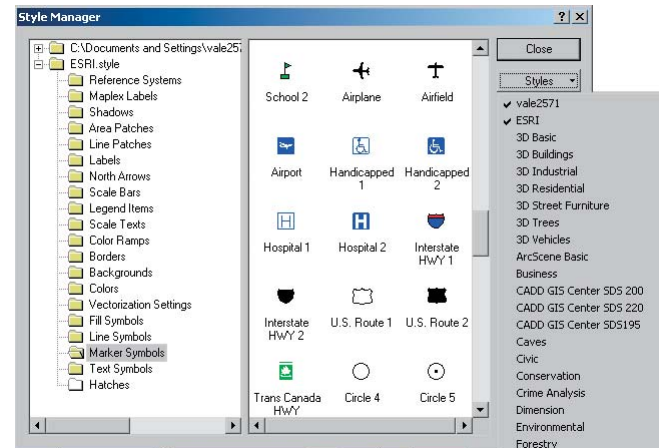 Style Manager
C:\Documents and Settings\vale257
ESRI.style
Reference Systems
Maplex Labels
Shadows
Area Patches
Line Patches
Labels
North Arrows
Scale Bars
Legend Items
Scale Texts
Color Ramps
Borders
Backgrounds
Colors
Vectorization Settings
Fill Symbols
Line Symbols
Marker Symbols
Text Symbols
Hatches
School 2
Airplane
Airfield
Airport
Handicapped
1
Handicapped
2
H
Hospital 1
H
Hospital 2
Interstate
HWY 1
Interstate
HWY 2
U.S. Route 1
U.S. Route 2
Trans Canada
HWY
Circle 4
Circle 5
Close
Styles
vale2571
ESRI
3D Basic
3D Buildings
3D Industrial
3D Residential
3D Street Furniture
3D Trees
3D Vehicles
ArcScene Basic
Business
CADD GIS Center SDS 200
CADD GIS Center SDS 220
CADD GIS Center SDS195
Caves
Civic
Conservation
Crime Analysis
Dimension
Environmental
Forestry